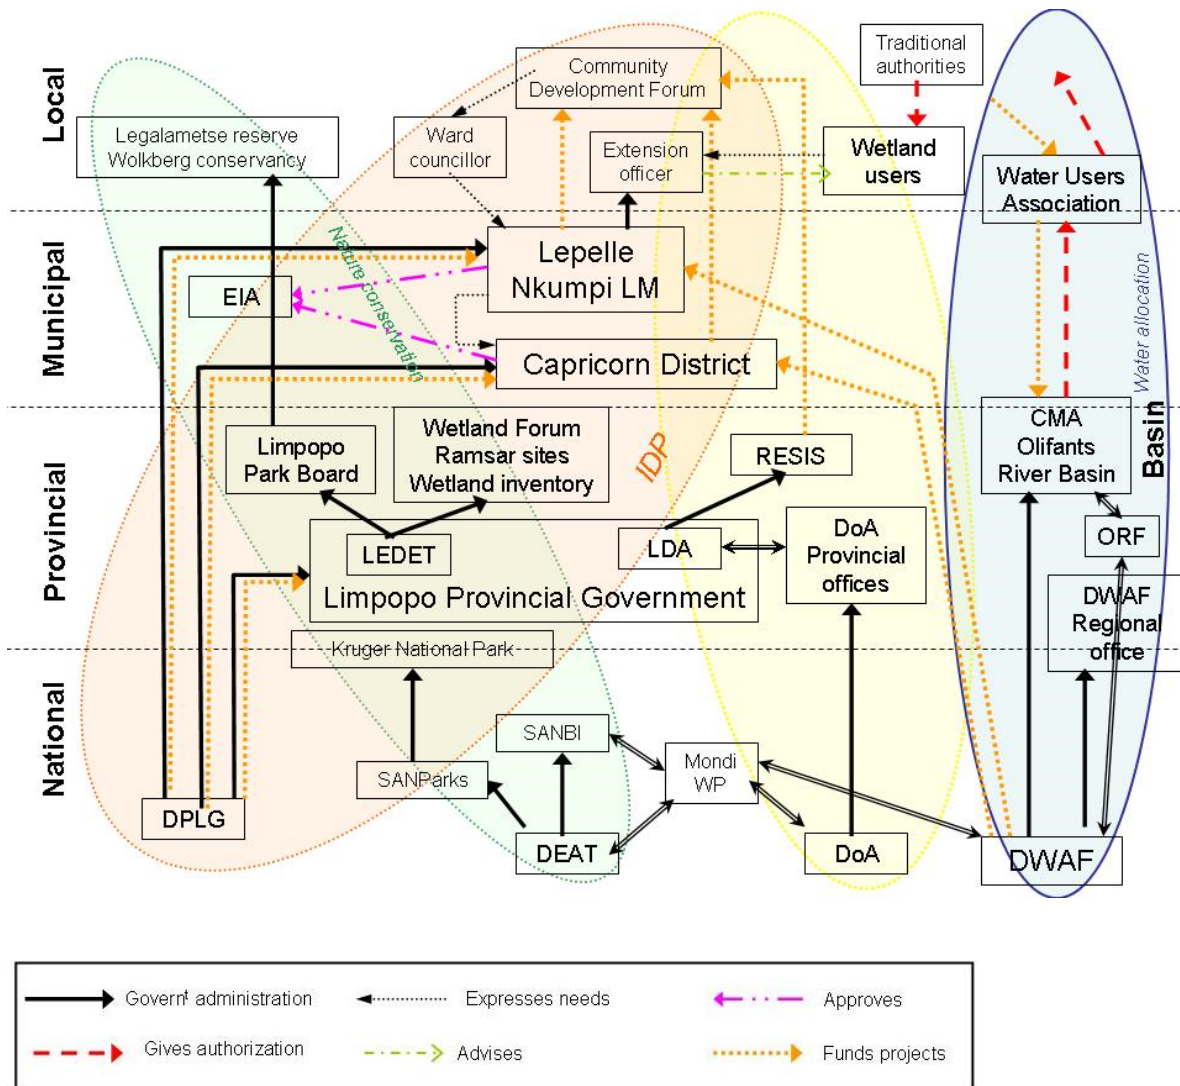 Local
Municipal
Provincial
National
Community
Development Forum
Traditional
authorities
Legalametse reserve
Wolkberg conservancy
Ward
councillor
Extension
officer
Wetland
users
Water Users
Association
Lepelle
Nkumpi LM
EIA
Nature conservation
Capricorn District
Water allocation
Basin
Limpopo
Park Board
Wetland Forum
Ramsar sites
Wetland inventory
IDP
RESIS
CMA
Olifants
River Basin
LEDET
LDA
DoA
Provincial
offices
ORF
Limpopo Provincial Government
DWAF
Regional
office
Kruger National Park
SANBI
Mondi
WP
SANParks
DPLG
DEAT
DoA
DWAF
Governᵗ administration
Expresses needs
Approves
Gives authorization
Advises
Funds projects